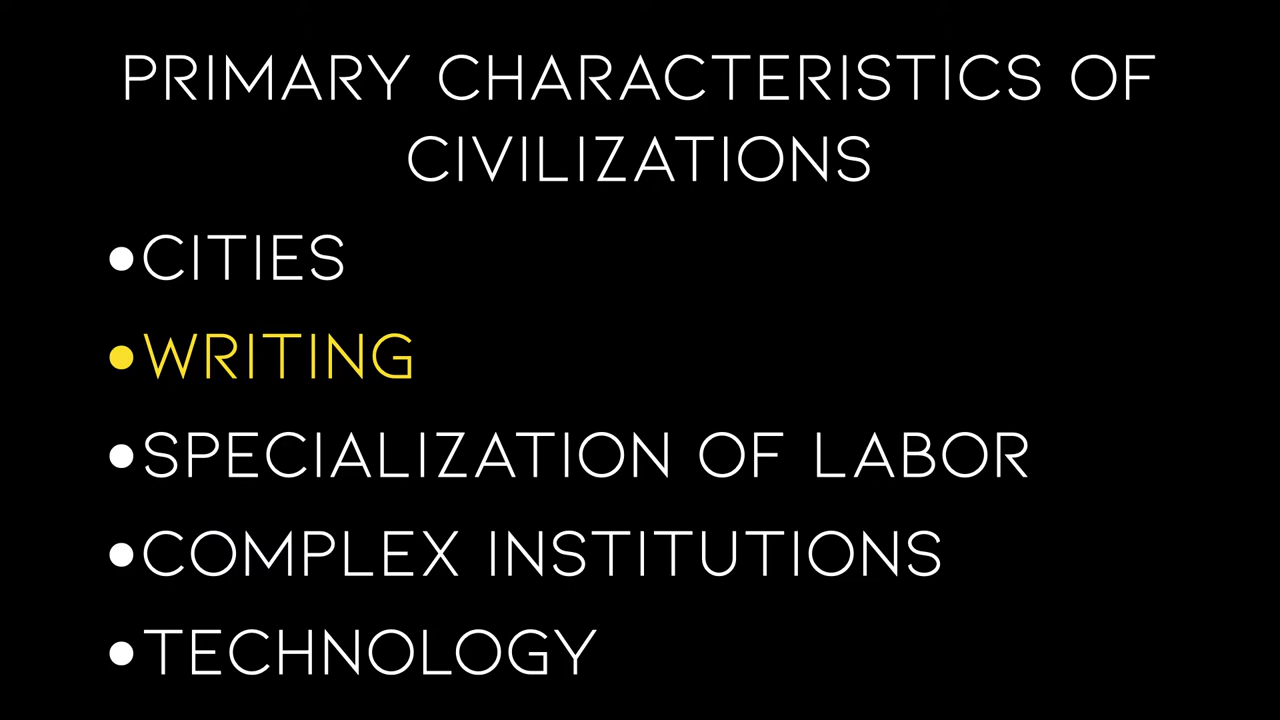 PRIMARY CHARACTERISTICS OF
CIVILIZATIONS
•CITIES
•WRITING
•SPECIALIZATION OF LABOR
•COMPLEX INSTITUTIONS
•TECHNOLOGY